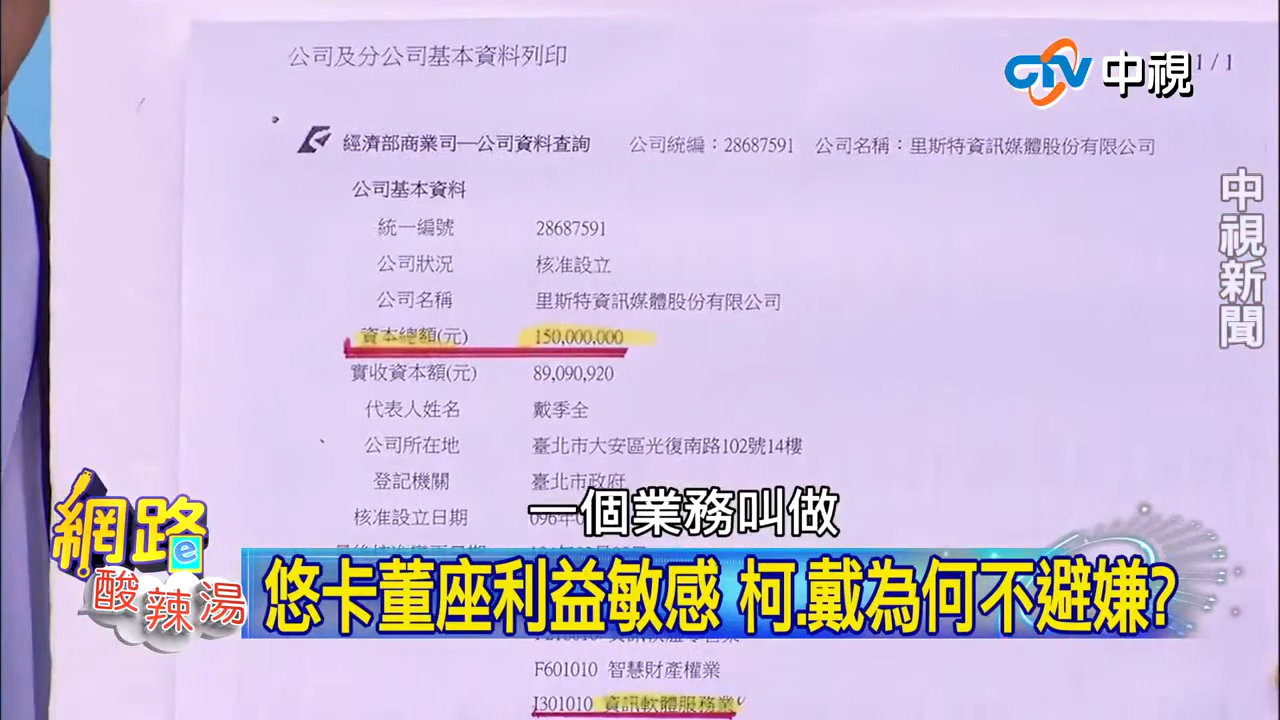 公司及分公司基本資料列印
1 / 1
CTV 中視
經濟部商業司—公司資料查詢 公司統編：28687591 公司名稱：里斯特資訊媒體股份有限公司
中視新聞
公司基本資料
統一編號 28687591
公司狀況 核准設立
公司名稱 里斯特資訊媒體股份有限公司
資本總額(元) 150,000,000
實收資本額(元) 89,090,920
代表人姓名 戴季全
公司所在地 臺北市大安區光復南路102號14樓
登記機關 臺北市政府
核准設立日期 096年
一個業務叫做
網路e酸辣湯
悠卡董座利益敏感 柯.戴為何不避嫌?
F601010 智慧財產權業
I301010 資訊軟體服務業